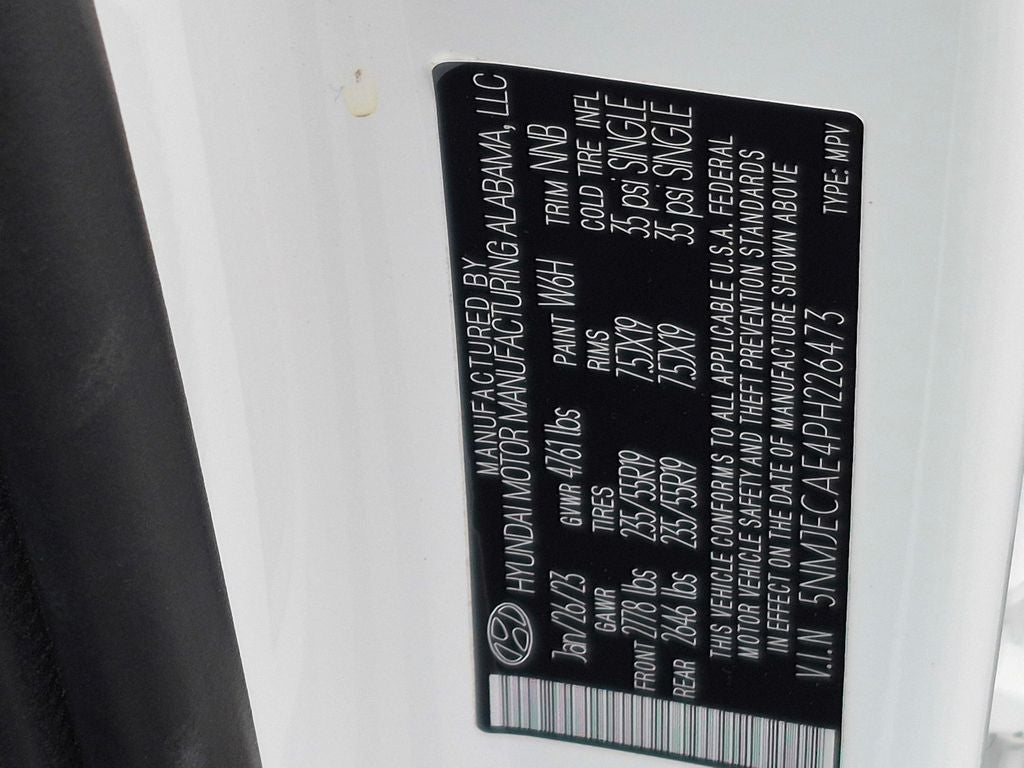 MANUFACTURED BY
HYUNDAI MOTOR MANUFACTURING ALABAMA, LLC
Jan/26/23 GVWR 4761 lbs PAINT W6H TRIM NNB
GAWR TIRES RIMS COLD TIRE INFL
FRONT 2778 lbs 235/55R19 7.5JX19 35 psi SINGLE
REAR 2646 lbs 235/55R19 7.5JX19 35 psi SINGLE
THIS VEHICLE CONFORMS TO ALL APPLICABLE U.S.A. FEDERAL
MOTOR VEHICLE SAFETY AND THEFT PREVENTION STANDARDS
IN EFFECT ON THE DATE OF MANUFACTURE SHOWN ABOVE
V.I.N 5NMJECAE4PH226473 TYPE: MPV